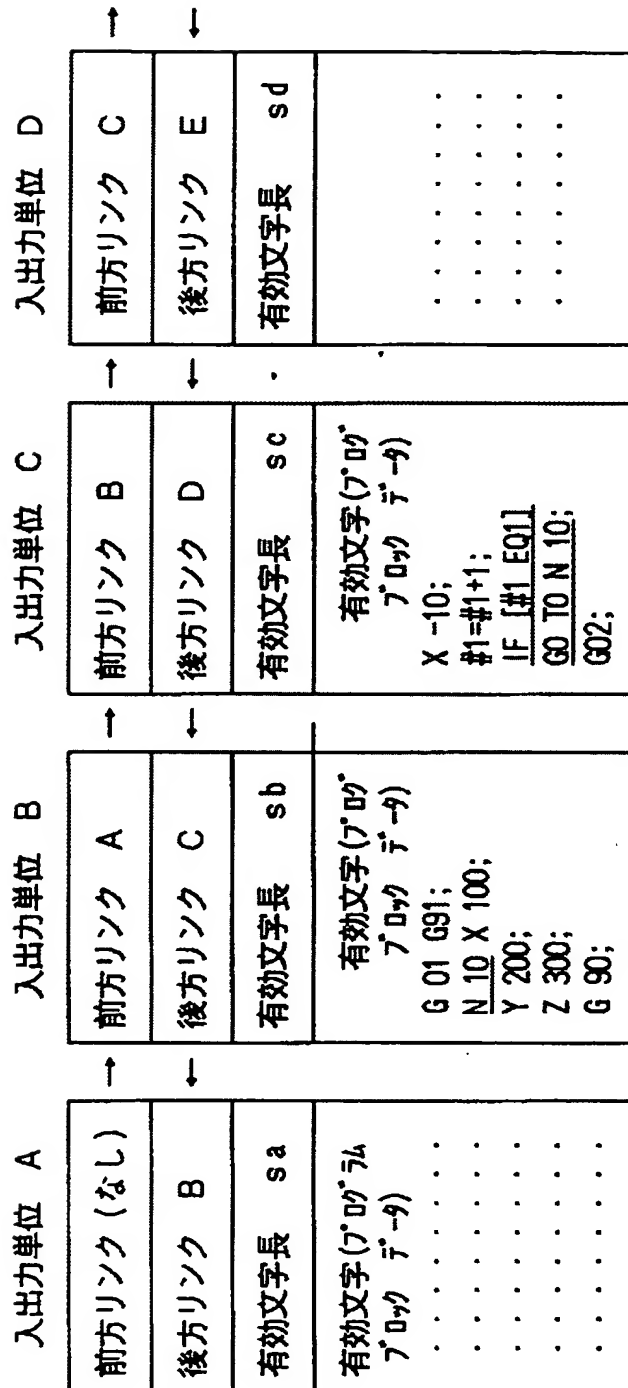 入出力単位 A
前方リンク (なし)
後方リンク B
有効文字長 sa
有効文字(プログラム
ブロック データ)
・ ・ ・ ・ ・ ・ ・ ・
・ ・ ・ ・ ・ ・ ・ ・
・ ・ ・ ・ ・ ・ ・ ・
・ ・ ・ ・ ・ ・ ・ ・
→
←
入出力単位 B
前方リンク A
後方リンク C
有効文字長 sb
有効文字(プログ
ブロック データ)
G 01 G91;
N 10 X 100;
Y 200;
Z 300;
G 90;
→
←
入出力単位 C
前方リンク B
後方リンク D
有効文字長 sc
有効文字(プログ
ブロック データ)
X -10;
#1=#1+1;
IF [#1 EQ1]
GO TO N 10;
G02;
→
←
入出力単位 D
前方リンク C
後方リンク E
有効文字長 sd
・ ・ ・ ・ ・ ・ ・ ・
・ ・ ・ ・ ・ ・ ・ ・
・ ・ ・ ・ ・ ・ ・ ・
・ ・ ・ ・ ・ ・ ・ ・
→
←